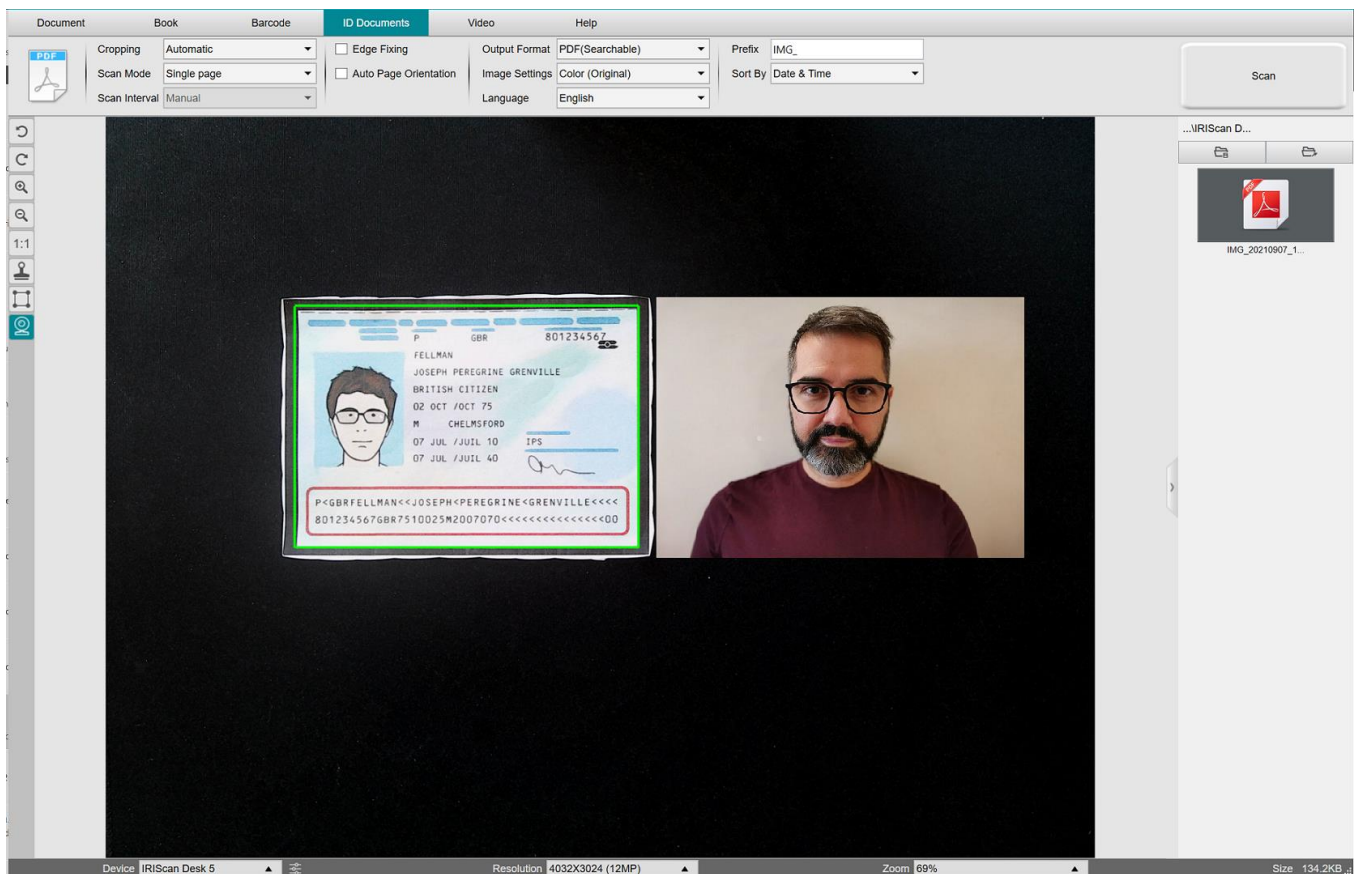 Document Book Barcode ID Documents Video Help
PDF
Cropping Automatic
Scan Mode Single page
Scan Interval Manual
Edge Fixing
Auto Page Orientation
Output Format PDF(Searchable)
Image Settings Color (Original)
Language English
Prefix IMG_
Sort By Date & Time
Scan
1:1
P GBR 801234567
FELLMAN
JOSEPH PEREGRINE GRENVILLE
BRITISH CITIZEN
02 OCT /OCT 75
M CHELMSFORD
07 JUL /JUIL 10 IPS
07 JUL /JUIL 40
P<GBRFELLMAN<<JOSEPH<PEREGRINE<GRENVILLE<<<<
801234567GBR7510025M2007070<<<<<<<<<<<<<<<00
...\IRIScan D...
PDF
IMG_20210907_1...
Device IRIScan Desk 5 Resolution 4032X3024 (12MP) Zoom 69% Size 134.2KB